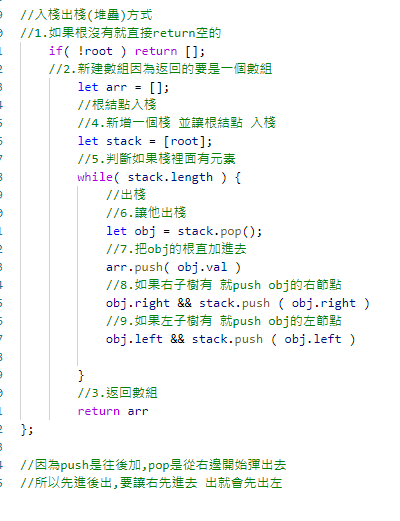 //入棧出棧(堆疊)方式
//1.如果根沒有就直接return空的
if( !root ) return [];
//2.新建數組因為返回的要是一個數組
let arr = [];
//根結點入棧
//4.新增一個棧 並讓根結點 入棧
let stack = [root];
//5.判斷如果棧裡面有元素
while( stack.length ) {
//出棧
//6.讓他出棧
let obj = stack.pop();
//7.把obj的根直加進去
arr.push( obj.val )
//8.如果右子樹有 就push obj的右節點
obj.right && stack.push ( obj.right )
//9.如果左子樹有 就push obj的左節點
obj.left && stack.push ( obj.left )
}
//3.返回數組
return arr
};
//因為push是往後加,pop是從右邊開始彈出去
//所以先進後出,要讓右先進去 出就會先出左